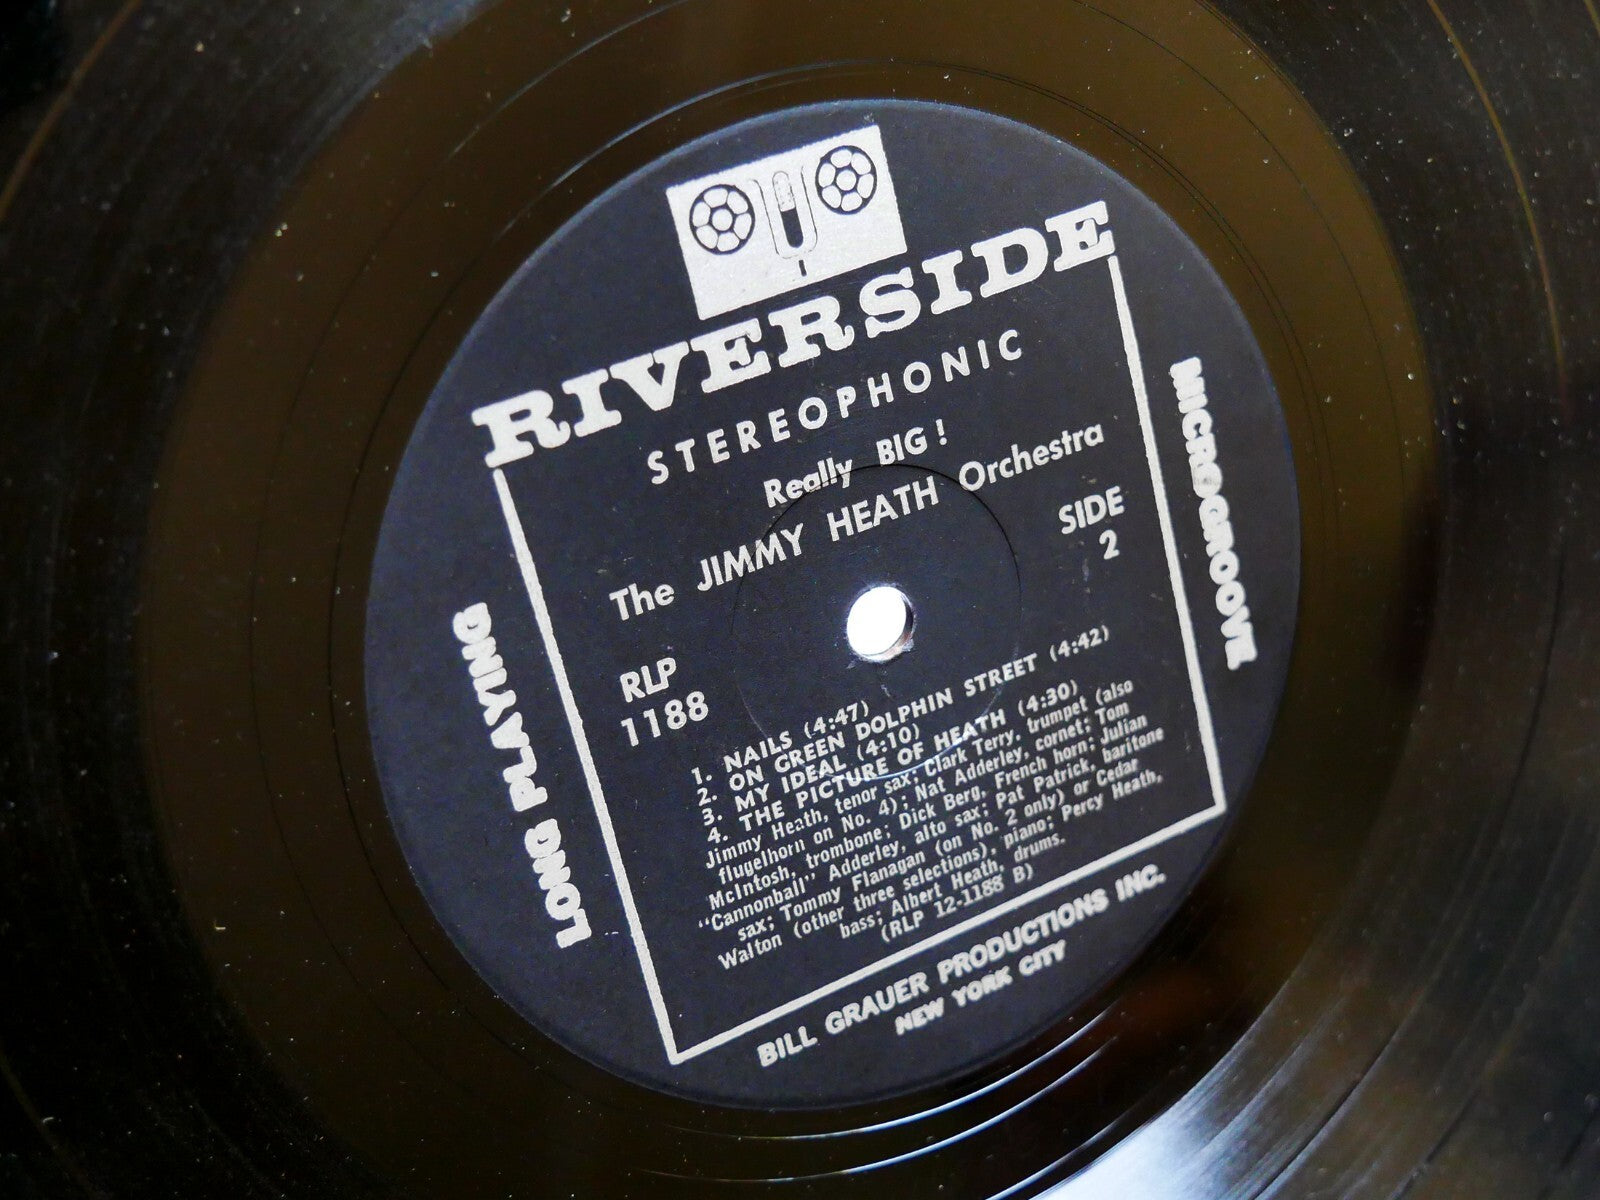 RIVERSIDE
STEREOPHONIC
Really BIG!
The JIMMY HEATH Orchestra
SIDE
2
RLP
1188
1. NAILS (4:47)
2. ON GREEN DOLPHIN STREET (4:42)
3. MY IDEAL (4:10)
4. THE PICTURE OF HEATH (4:30)
Jimmy Heath, tenor sax; Clark Terry, trumpet (also
flugelhorn on No. 4); Nat Adderley, cornet; Tom
McIntosh, trombone; Dick Berg, French horn; Julian
"Cannonball" Adderley, alto sax; Pat Patrick, baritone
sax; Tommy Flanagan (on No. 2 only) or Cedar
Walton (other three selections), piano; Percy Heath,
bass; Albert Heath, drums.
(RLP 12-1188 B)
LONG PLAYING
MICROGROOVE
BILL GRAUER PRODUCTIONS INC.
NEW YORK CITY